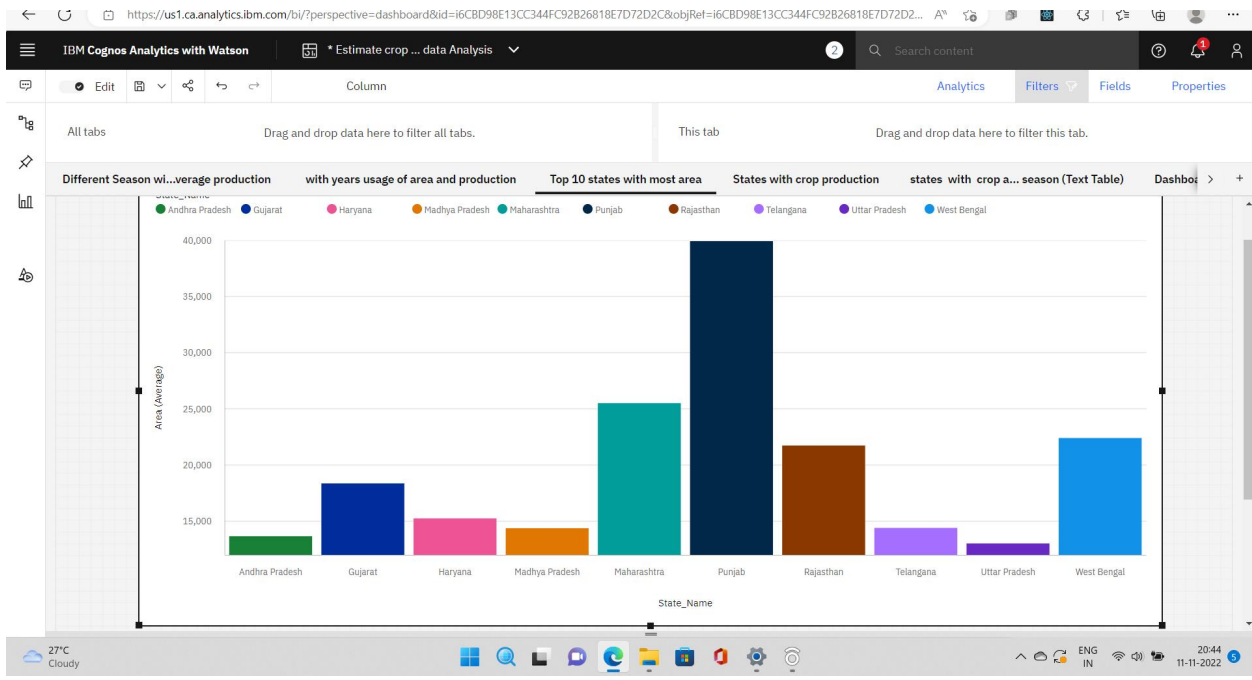 https://us1.ca.analytics.ibm.com/bi/?perspective=dashboard&id=i6CBD98E13CC344FC92B26818E7D72D2C&objRef=i6CBD98E13CC344FC92B26818E7D72D2...
IBM Cognos Analytics with Watson * Estimate crop ... data Analysis 2 Search content 1
Edit Column Analytics Filters Fields Properties
All tabs Drag and drop data here to filter all tabs. This tab Drag and drop data here to filter this tab.
Different Season wi...verage production with years usage of area and production Top 10 states with most area States with crop production states with crop a... season (Text Table) Dashboa
State_Name
Andhra Pradesh Gujarat Haryana Madhya Pradesh Maharashtra Punjab Rajasthan Telangana Uttar Pradesh West Bengal
40,000
35,000
30,000
25,000
20,000
15,000
Area (Average)
Andhra Pradesh Gujarat Haryana Madhya Pradesh Maharashtra Punjab Rajasthan Telangana Uttar Pradesh West Bengal
State_Name
27°C
Cloudy
ENG
IN
20:44
11-11-2022
5